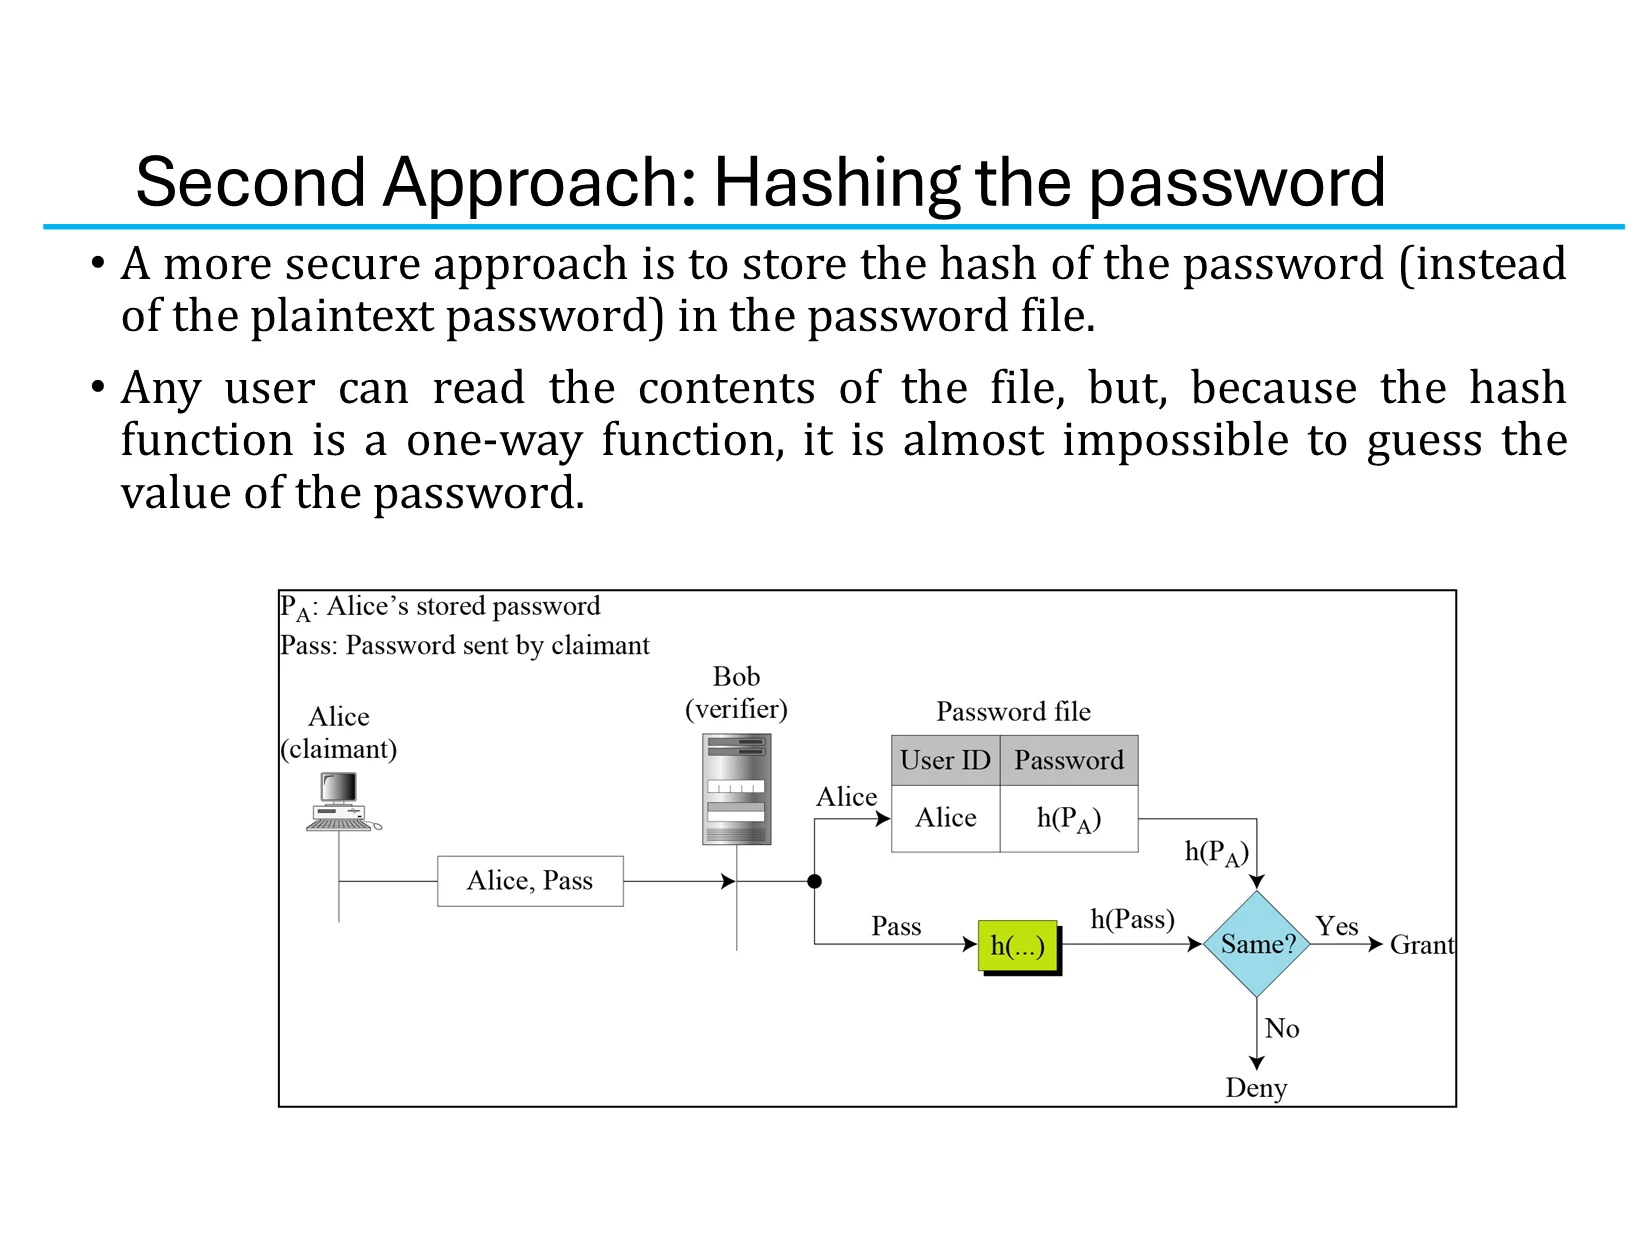 Second Approach: Hashing the password
• A more secure approach is to store the hash of the password (instead
of the plaintext password) in the password file.
• Any user can read the contents of the file, but, because the hash
function is a one-way function, it is almost impossible to guess the
value of the password.
P_A: Alice’s stored password
Pass: Password sent by claimant
Alice
(claimant)
Bob
(verifier)
Alice, Pass
Password file
User ID Password
Alice h(P_A)
Alice
h(P_A)
Pass
h(...)
h(Pass)
Same?
Yes
Grant
No
Deny